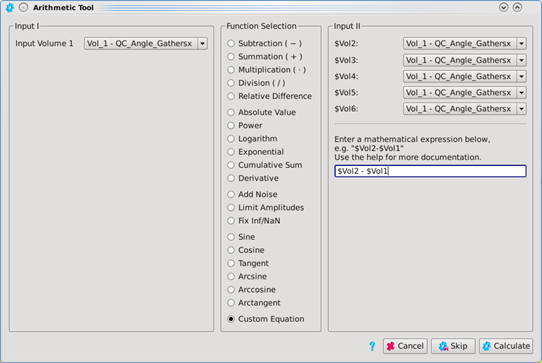 Arithmetic Tool
Input I
Input Volume 1 Vol_1 - QC_Angle_Gathersx
Function Selection
Subtraction ( − )
Summation ( + )
Multiplication ( · )
Division ( / )
Relative Difference
Absolute Value
Power
Logarithm
Exponential
Cumulative Sum
Derivative
Add Noise
Limit Amplitudes
Fix Inf/NaN
Sine
Cosine
Tangent
Arcsine
Arccosine
Arctangent
Custom Equation
Input II
$Vol2: Vol_1 - QC_Angle_Gathersx
$Vol3: Vol_1 - QC_Angle_Gathersx
$Vol4: Vol_1 - QC_Angle_Gathersx
$Vol5: Vol_1 - QC_Angle_Gathersx
$Vol6: Vol_1 - QC_Angle_Gathersx
Enter a mathematical expression below,
e.g. "$Vol2-$Vol1"
Use the help for more documentation.
$Vol2 - $Vol1
? Cancel Skip Calculate